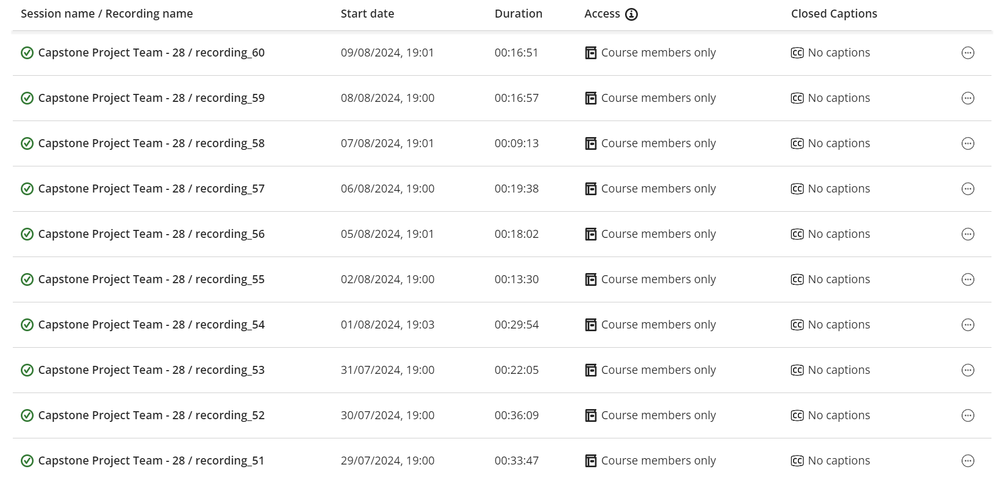 Session name / Recording name Start date Duration Access Closed Captions
Capstone Project Team - 28 / recording_60 09/08/2024, 19:01 00:16:51 Course members only CC No captions
Capstone Project Team - 28 / recording_59 08/08/2024, 19:00 00:16:57 Course members only CC No captions
Capstone Project Team - 28 / recording_58 07/08/2024, 19:01 00:09:13 Course members only CC No captions
Capstone Project Team - 28 / recording_57 06/08/2024, 19:00 00:19:38 Course members only CC No captions
Capstone Project Team - 28 / recording_56 05/08/2024, 19:01 00:18:02 Course members only CC No captions
Capstone Project Team - 28 / recording_55 02/08/2024, 19:00 00:13:30 Course members only CC No captions
Capstone Project Team - 28 / recording_54 01/08/2024, 19:03 00:29:54 Course members only CC No captions
Capstone Project Team - 28 / recording_53 31/07/2024, 19:00 00:22:05 Course members only CC No captions
Capstone Project Team - 28 / recording_52 30/07/2024, 19:00 00:36:09 Course members only CC No captions
Capstone Project Team - 28 / recording_51 29/07/2024, 19:00 00:33:47 Course members only CC No captions